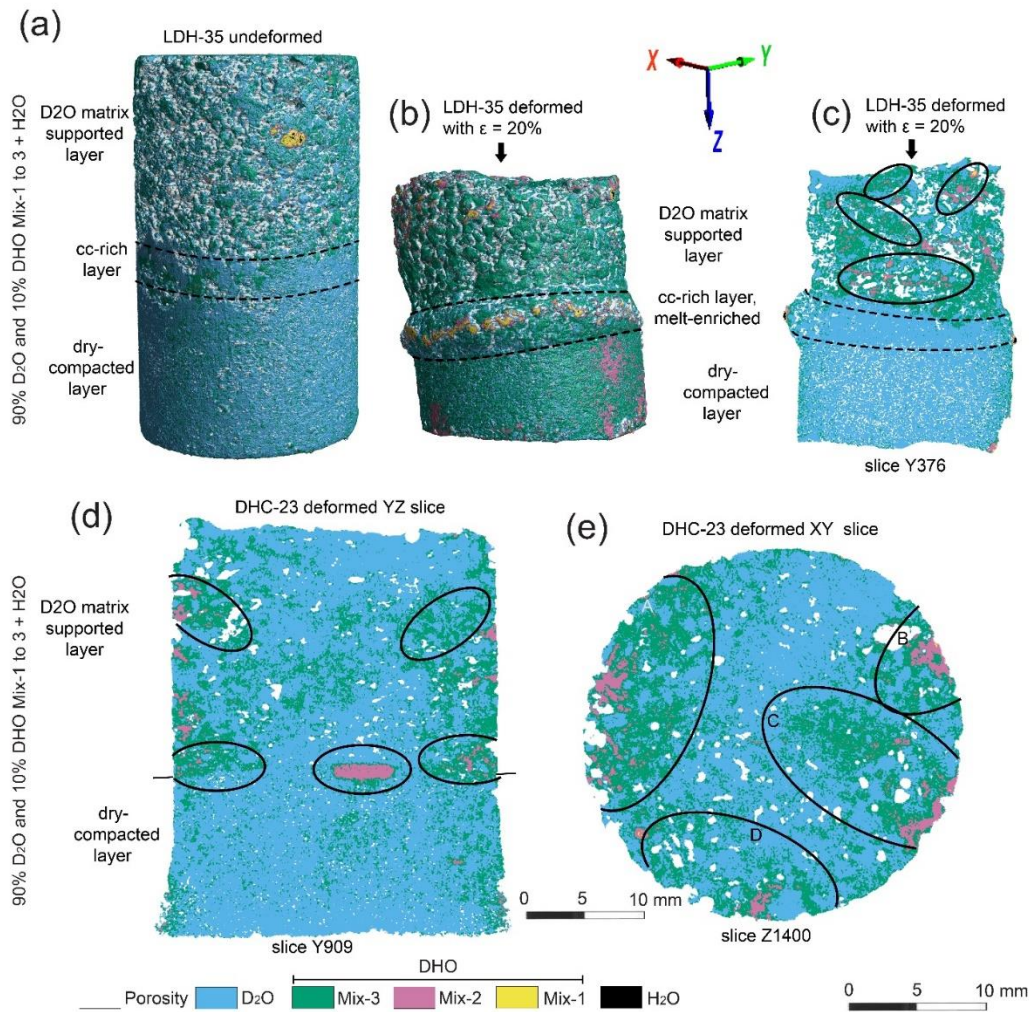 (a)
LDH-35 undeformed
90% D2O and 10% DHO Mix-1 to 3 + H2O
D2O matrix
supported
layer
cc-rich
layer
dry-
compacted
layer
(b)
LDH-35 deformed
with ε = 20%
X
Y
Z
(c)
LDH-35 deformed
with ε = 20%
D2O matrix
supported
layer
cc-rich layer,
melt-enriched
dry-
compacted
layer
slice Y376
(d)
DHC-23 deformed YZ slice
90% D2O and 10% DHO Mix-1 to 3 + H2O
D2O matrix
supported
layer
dry-
compacted
layer
slice Y909
(e)
DHC-23 deformed XY slice
A
B
C
D
0 5 10 mm
slice Z1400
DHO
Porosity D2O Mix-3 Mix-2 Mix-1 H2O
0 5 10 mm